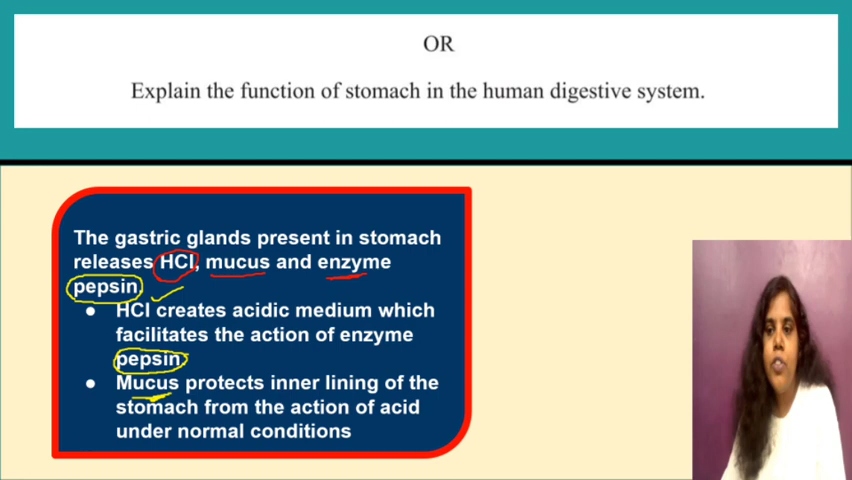 OR
Explain the function of stomach in the human digestive system.
The gastric glands present in stomach
releases HCl, mucus and enzyme
pepsin.
● HCl creates acidic medium which
facilitates the action of enzyme
pepsin.
● Mucus protects inner lining of the
stomach from the action of acid
under normal conditions